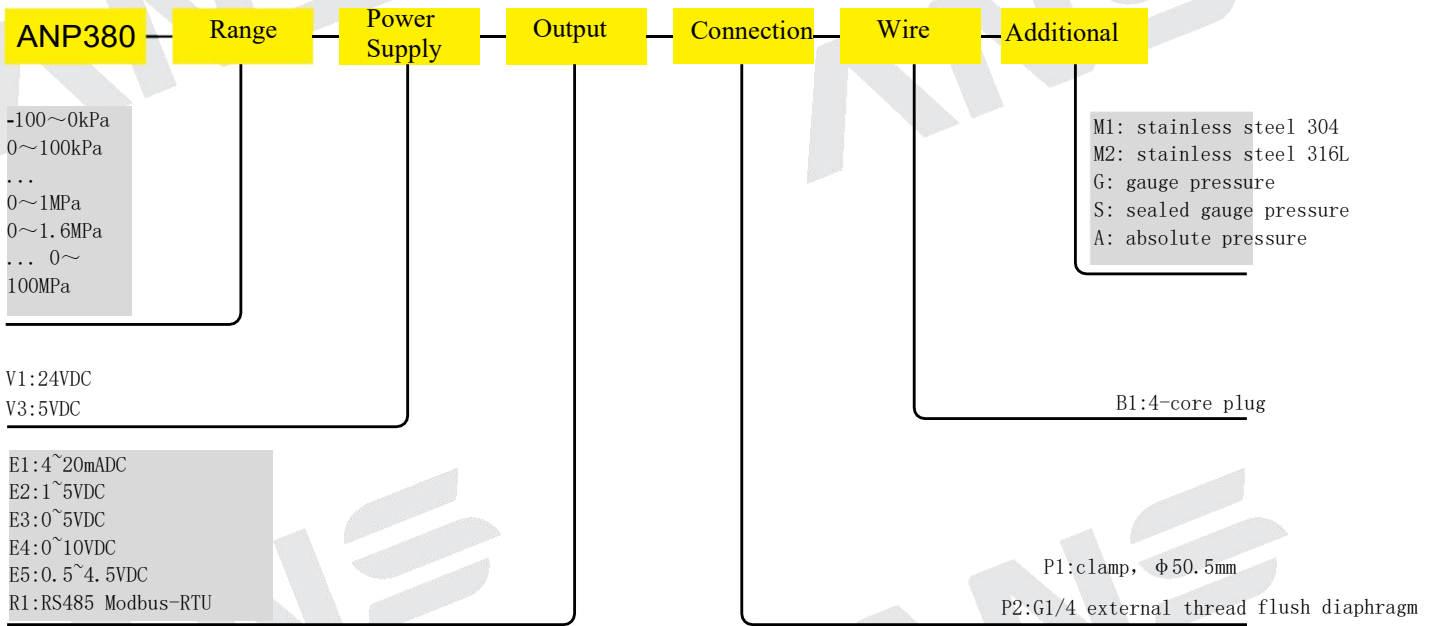 ANP380
Range
Power
Supply
Output
Connection
Wire
Additional
-100～0kPa
0～100kPa
...
0～1MPa
0～1.6MPa
... 0～
100MPa
M1: stainless steel 304
M2: stainless steel 316L
G: gauge pressure
S: sealed gauge pressure
A: absolute pressure
V1:24VDC
V3:5VDC
B1:4-core plug
E1:4~20mADC
E2:1~5VDC
E3:0~5VDC
E4:0~10VDC
E5:0.5~4.5VDC
R1:RS485 Modbus-RTU
P1:clamp，φ50.5mm
P2:G1/4 external thread flush diaphragm